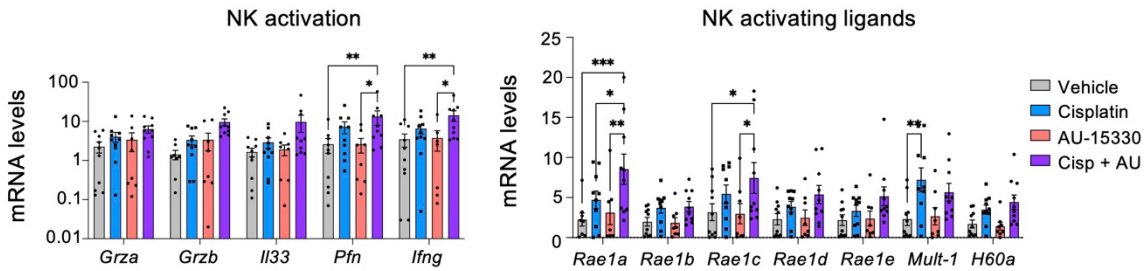 NK activation
mRNA levels
100
10
1
0.1
0.01
** **
* *
Grza Grzb Il33 Pfn Ifng
NK activating ligands
mRNA levels
25
20
15
10
5
0
***
*
**
*
*
**
Rae1a Rae1b Rae1c Rae1d Rae1e Mult-1 H60a
Vehicle
Cisplatin
AU-15330
Cisp + AU